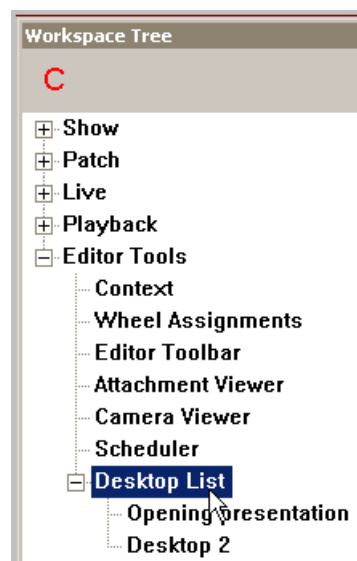 Workspace Tree
C
Show
Patch
Live
Playback
Editor Tools
Context
Wheel Assignments
Editor Toolbar
Attachment Viewer
Camera Viewer
Scheduler
Desktop List
Opening presentation
Desktop 2